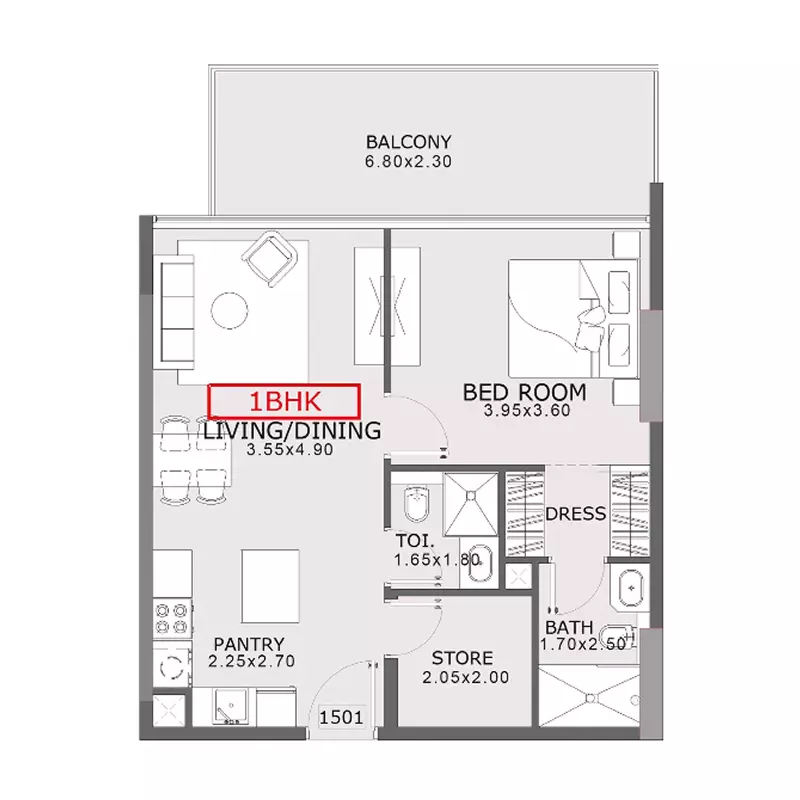 BALCONY
6.80x2.30
1BHK
LIVING/DINING
3.55x4.90
BED ROOM
3.95x3.60
DRESS
TOI.
1.65x1.80
PANTRY
2.25x2.70
STORE
2.05x2.00
BATH
1.70x2.50
1501